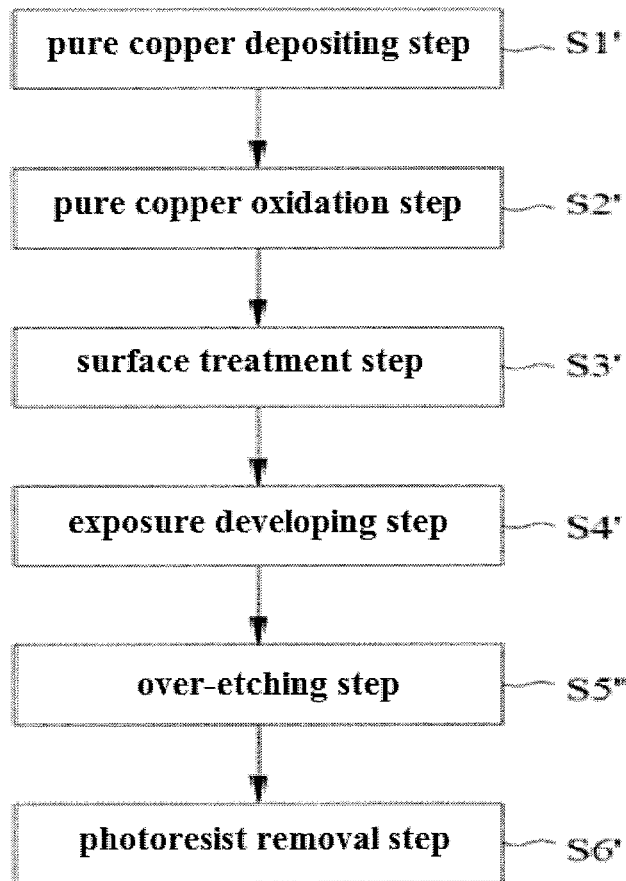 pure copper depositing step S1'
pure copper oxidation step S2'
surface treatment step S3'
exposure developing step S4'
over-etching step S5"
photoresist removal step S6'